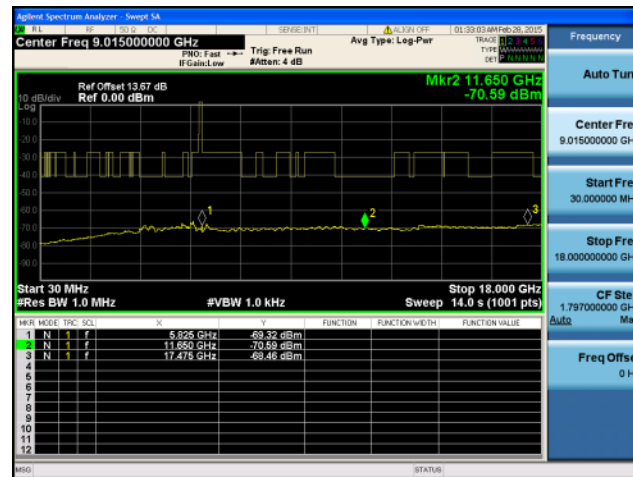 Agilent Spectrum Analyzer - Swept SA
RL RF 50 Ω DC SENSE:INT ALIGN OFF 01:33:03 AM Feb 28, 2015
Center Freq 9.015000000 GHz
PNO: Fast
IFGain:Low
Trig: Free Run
#Atten: 4 dB
Avg Type: Log-Pwr
TRACE 1 2 3 4 5 6
TYPE
DET P N N N N N
Frequency
Auto Tun
Center Fre
9.015000000 GH
Start Fre
30.000000 MH
Stop Fre
18.000000000 GH
CF Ste
1.797000000 GH
Auto Ma
Freq Offse
0 H
Mkr2 11.650 GHz
-70.59 dBm
Ref Offset 13.67 dB
10 dB/div Ref 0.00 dBm
Log
-10.0
-20.0
-30.0
-40.0
-50.0
-60.0
-70.0
-80.0
-90.0
1
2
3
Start 30 MHz Stop 18.000 GHz
#Res BW 1.0 MHz #VBW 1.0 kHz Sweep 14.0 s (1001 pts)
MKR MODE TRC SCL X Y FUNCTION FUNCTION WIDTH FUNCTION VALUE
1 N 1 f 5.825 GHz -69.32 dBm
2 N 1 f 11.650 GHz -70.59 dBm
3 N 1 f 17.475 GHz -68.46 dBm
4
5
6
7
8
9
10
11
12
MSG STATUS